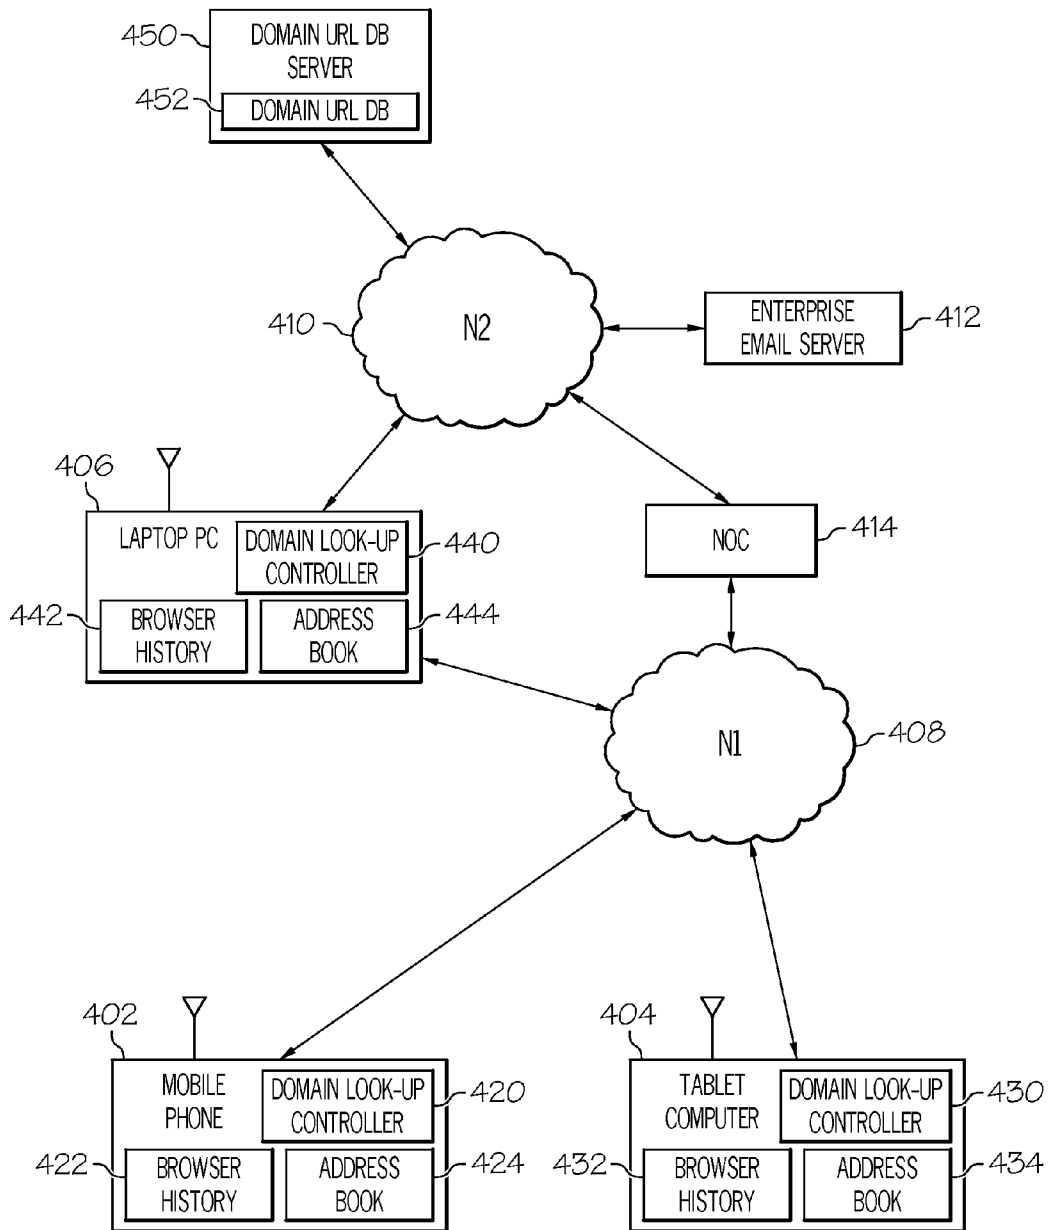 450
DOMAIN URL DB
SERVER
452
DOMAIN URL DB
410
N2
ENTERPRISE
EMAIL SERVER
412
406
LAPTOP PC
DOMAIN LOOK-UP
CONTROLLER
440
442
BROWSER
HISTORY
ADDRESS
BOOK
444
NOC
414
N1
408
402
MOBILE
PHONE
DOMAIN LOOK-UP
CONTROLLER
420
422
BROWSER
HISTORY
ADDRESS
BOOK
424
404
TABLET
COMPUTER
DOMAIN LOOK-UP
CONTROLLER
430
432
BROWSER
HISTORY
ADDRESS
BOOK
434